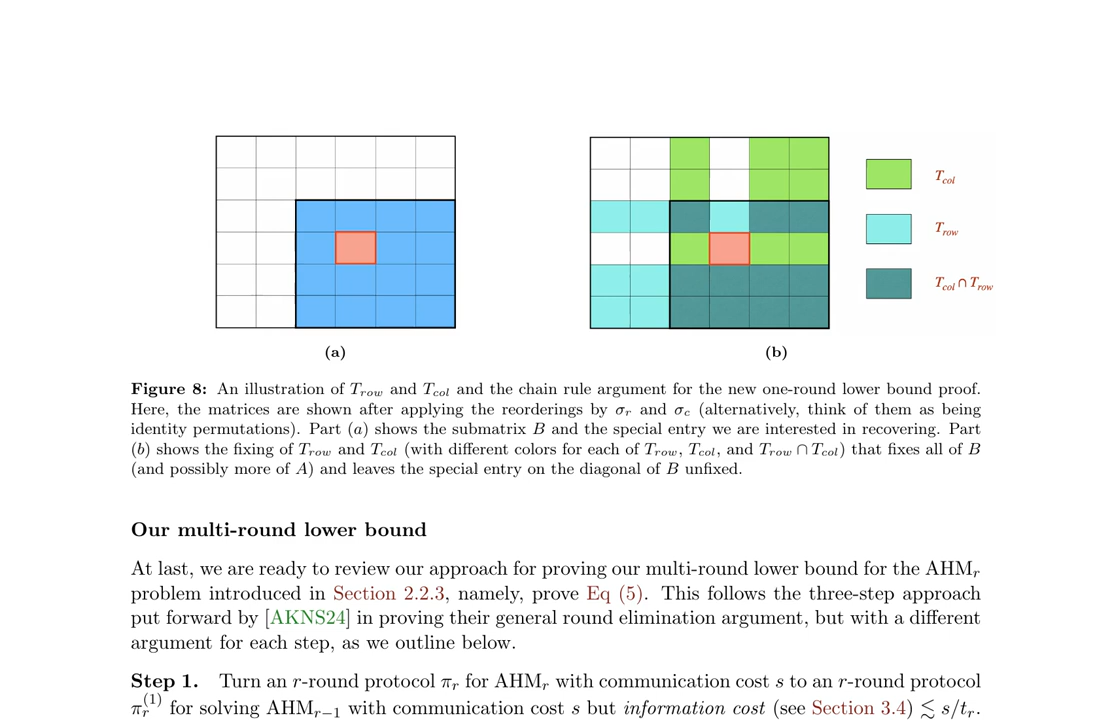 T_col
T_row
T_col ∩ T_row
(a)
(b)
Figure 8: An illustration of T_row and T_col and the chain rule argument for the new one-round lower bound proof.
Here, the matrices are shown after applying the reorderings by σ_r and σ_c (alternatively, think of them as being
identity permutations). Part (a) shows the submatrix B and the special entry we are interested in recovering. Part
(b) shows the fixing of T_row and T_col (with different colors for each of T_row, T_col, and T_row ∩ T_col) that fixes all of B
(and possibly more of A) and leaves the special entry on the diagonal of B unfixed.
Our multi-round lower bound
At last, we are ready to review our approach for proving our multi-round lower bound for the AHM_r
problem introduced in Section 2.2.3, namely, prove Eq (5). This follows the three-step approach
put forward by [AKNS24] in proving their general round elimination argument, but with a different
argument for each step, as we outline below.
Step 1. Turn an r-round protocol π_r for AHM_r with communication cost s to an r-round protocol
π_r^(1) for solving AHM_{r−1} with communication cost s but information cost (see Section 3.4) ≲ s/t_r.